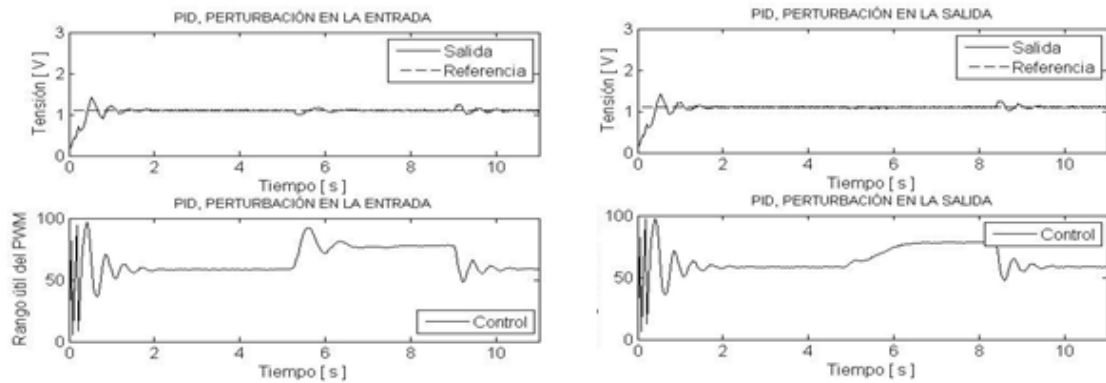 PID, PERTURBACIÓN EN LA ENTRADA
3
2
1
0
Tensión [ V ]
Salida
Referencia
0 2 4 6 8 10
Tiempo [ s ]
PID, PERTURBACIÓN EN LA ENTRADA
100
50
0
Rango útil del PWM
Control
0 2 4 6 8 10
Tiempo [ s ]
PID, PERTURBACIÓN EN LA SALIDA
3
2
1
0
Tensión [ V ]
Salida
Referencia
0 2 4 6 8 10
Tiempo [ s ]
PID, PERTURBACIÓN EN LA SALIDA
100
50
0
Control
0 2 4 6 8 10
Tiempo [ s ]